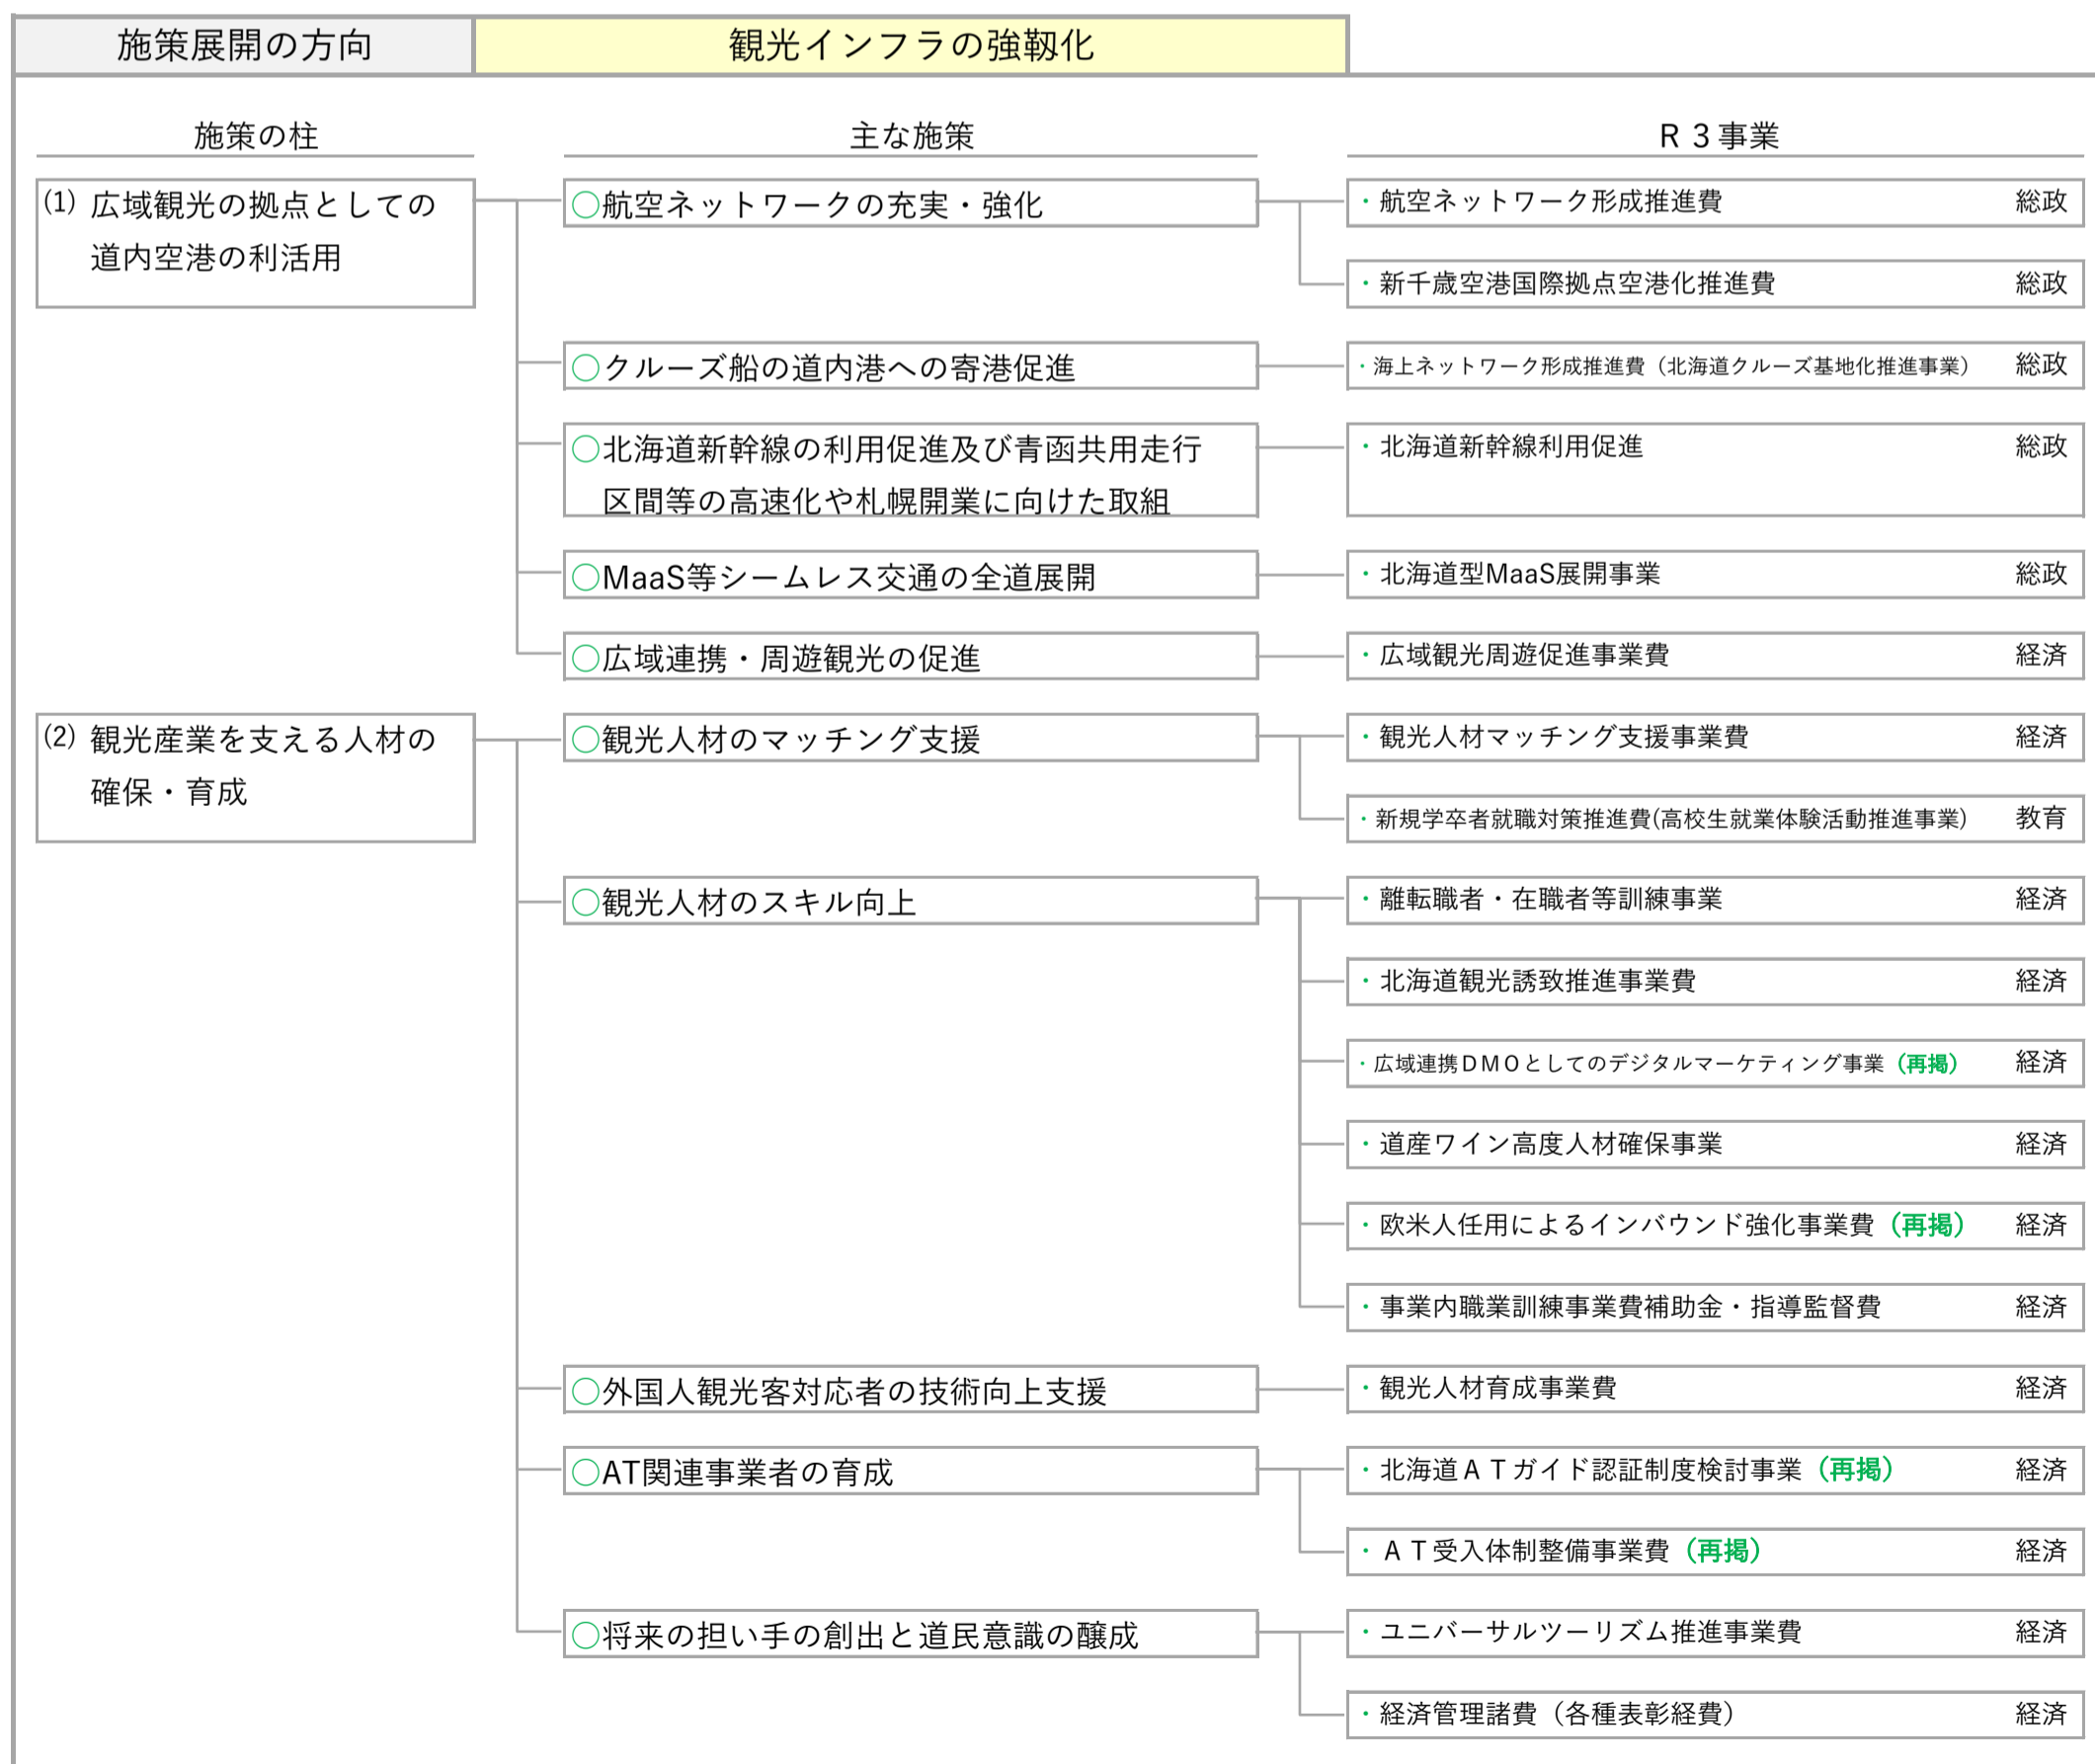 施策展開の方向
観光インフラの強靱化
施策の柱
主な施策
Ｒ３事業
(1) 広域観光の拠点としての
道内空港の利活用
○航空ネットワークの充実・強化
・航空ネットワーク形成推進費 総政
・新千歳空港国際拠点空港化推進費 総政
○クルーズ船の道内港への寄港促進
・海上ネットワーク形成推進費（北海道クルーズ基地化推進事業） 総政
○北海道新幹線の利用促進及び青函共用走行
区間等の高速化や札幌開業に向けた取組
・北海道新幹線利用促進 総政
○MaaS等シームレス交通の全道展開
・北海道型MaaS展開事業 総政
○広域連携・周遊観光の促進
・広域観光周遊促進事業費 経済
(2) 観光産業を支える人材の
確保・育成
○観光人材のマッチング支援
・観光人材マッチング支援事業費 経済
・新規学卒者就職対策推進費(高校生就業体験活動推進事業) 教育
○観光人材のスキル向上
・離転職者・在職者等訓練事業 経済
・北海道観光誘致推進事業費 経済
・広域連携ＤＭＯとしてのデジタルマーケティング事業（再掲） 経済
・道産ワイン高度人材確保事業 経済
・欧米人任用によるインバウンド強化事業費（再掲） 経済
・事業内職業訓練事業費補助金・指導監督費 経済
○外国人観光客対応者の技術向上支援
・観光人材育成事業費 経済
○AT関連事業者の育成
・北海道ＡＴガイド認証制度検討事業（再掲） 経済
・ＡＴ受入体制整備事業費（再掲） 経済
○将来の担い手の創出と道民意識の醸成
・ユニバーサルツーリズム推進事業費 経済
・経済管理諸費（各種表彰経費） 経済